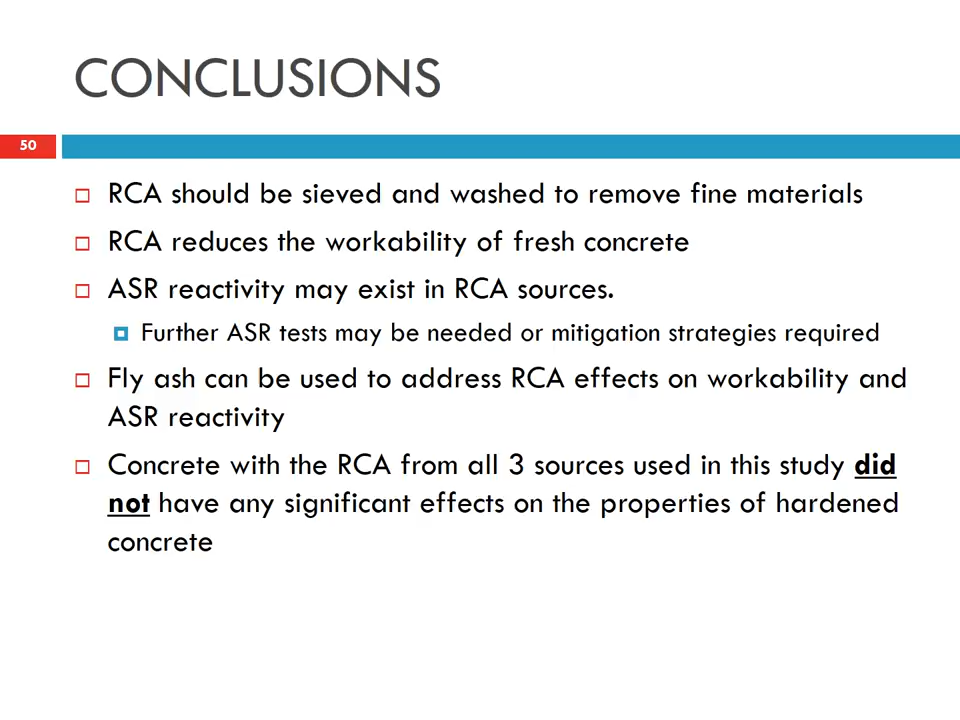 CONCLUSIONS
50
RCA should be sieved and washed to remove fine materials
RCA reduces the workability of fresh concrete
ASR reactivity may exist in RCA sources.
Further ASR tests may be needed or mitigation strategies required
Fly ash can be used to address RCA effects on workability and
ASR reactivity
Concrete with the RCA from all 3 sources used in this study did
not have any significant effects on the properties of hardened
concrete